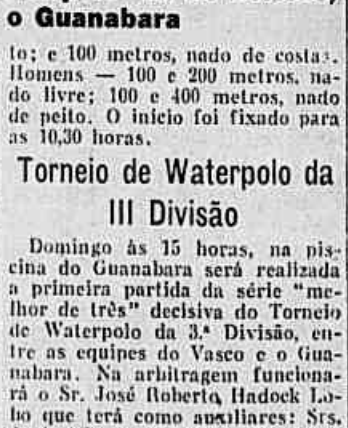 o Guanabara
to; e 100 metros, nado de costas.
Homens — 100 e 200 metros, na-
do livre; 100 e 400 metros, nado
de peito. O início foi fixado para
as 10,30 horas.
Torneio de Waterpolo da
III Divisão
Domingo às 15 horas, na pis-
cina do Guanabara será realizada
a primeira partida da série "me-
lhor de três" decisiva do Torneio
de Waterpolo da 3.ª Divisão, en-
tre as equipes do Vasco e o Gua-
nabara. Na arbitragem funciona-
rá o Sr. José Roberto, Hadock Lo-
bo que terá como auxiliares: Srs.